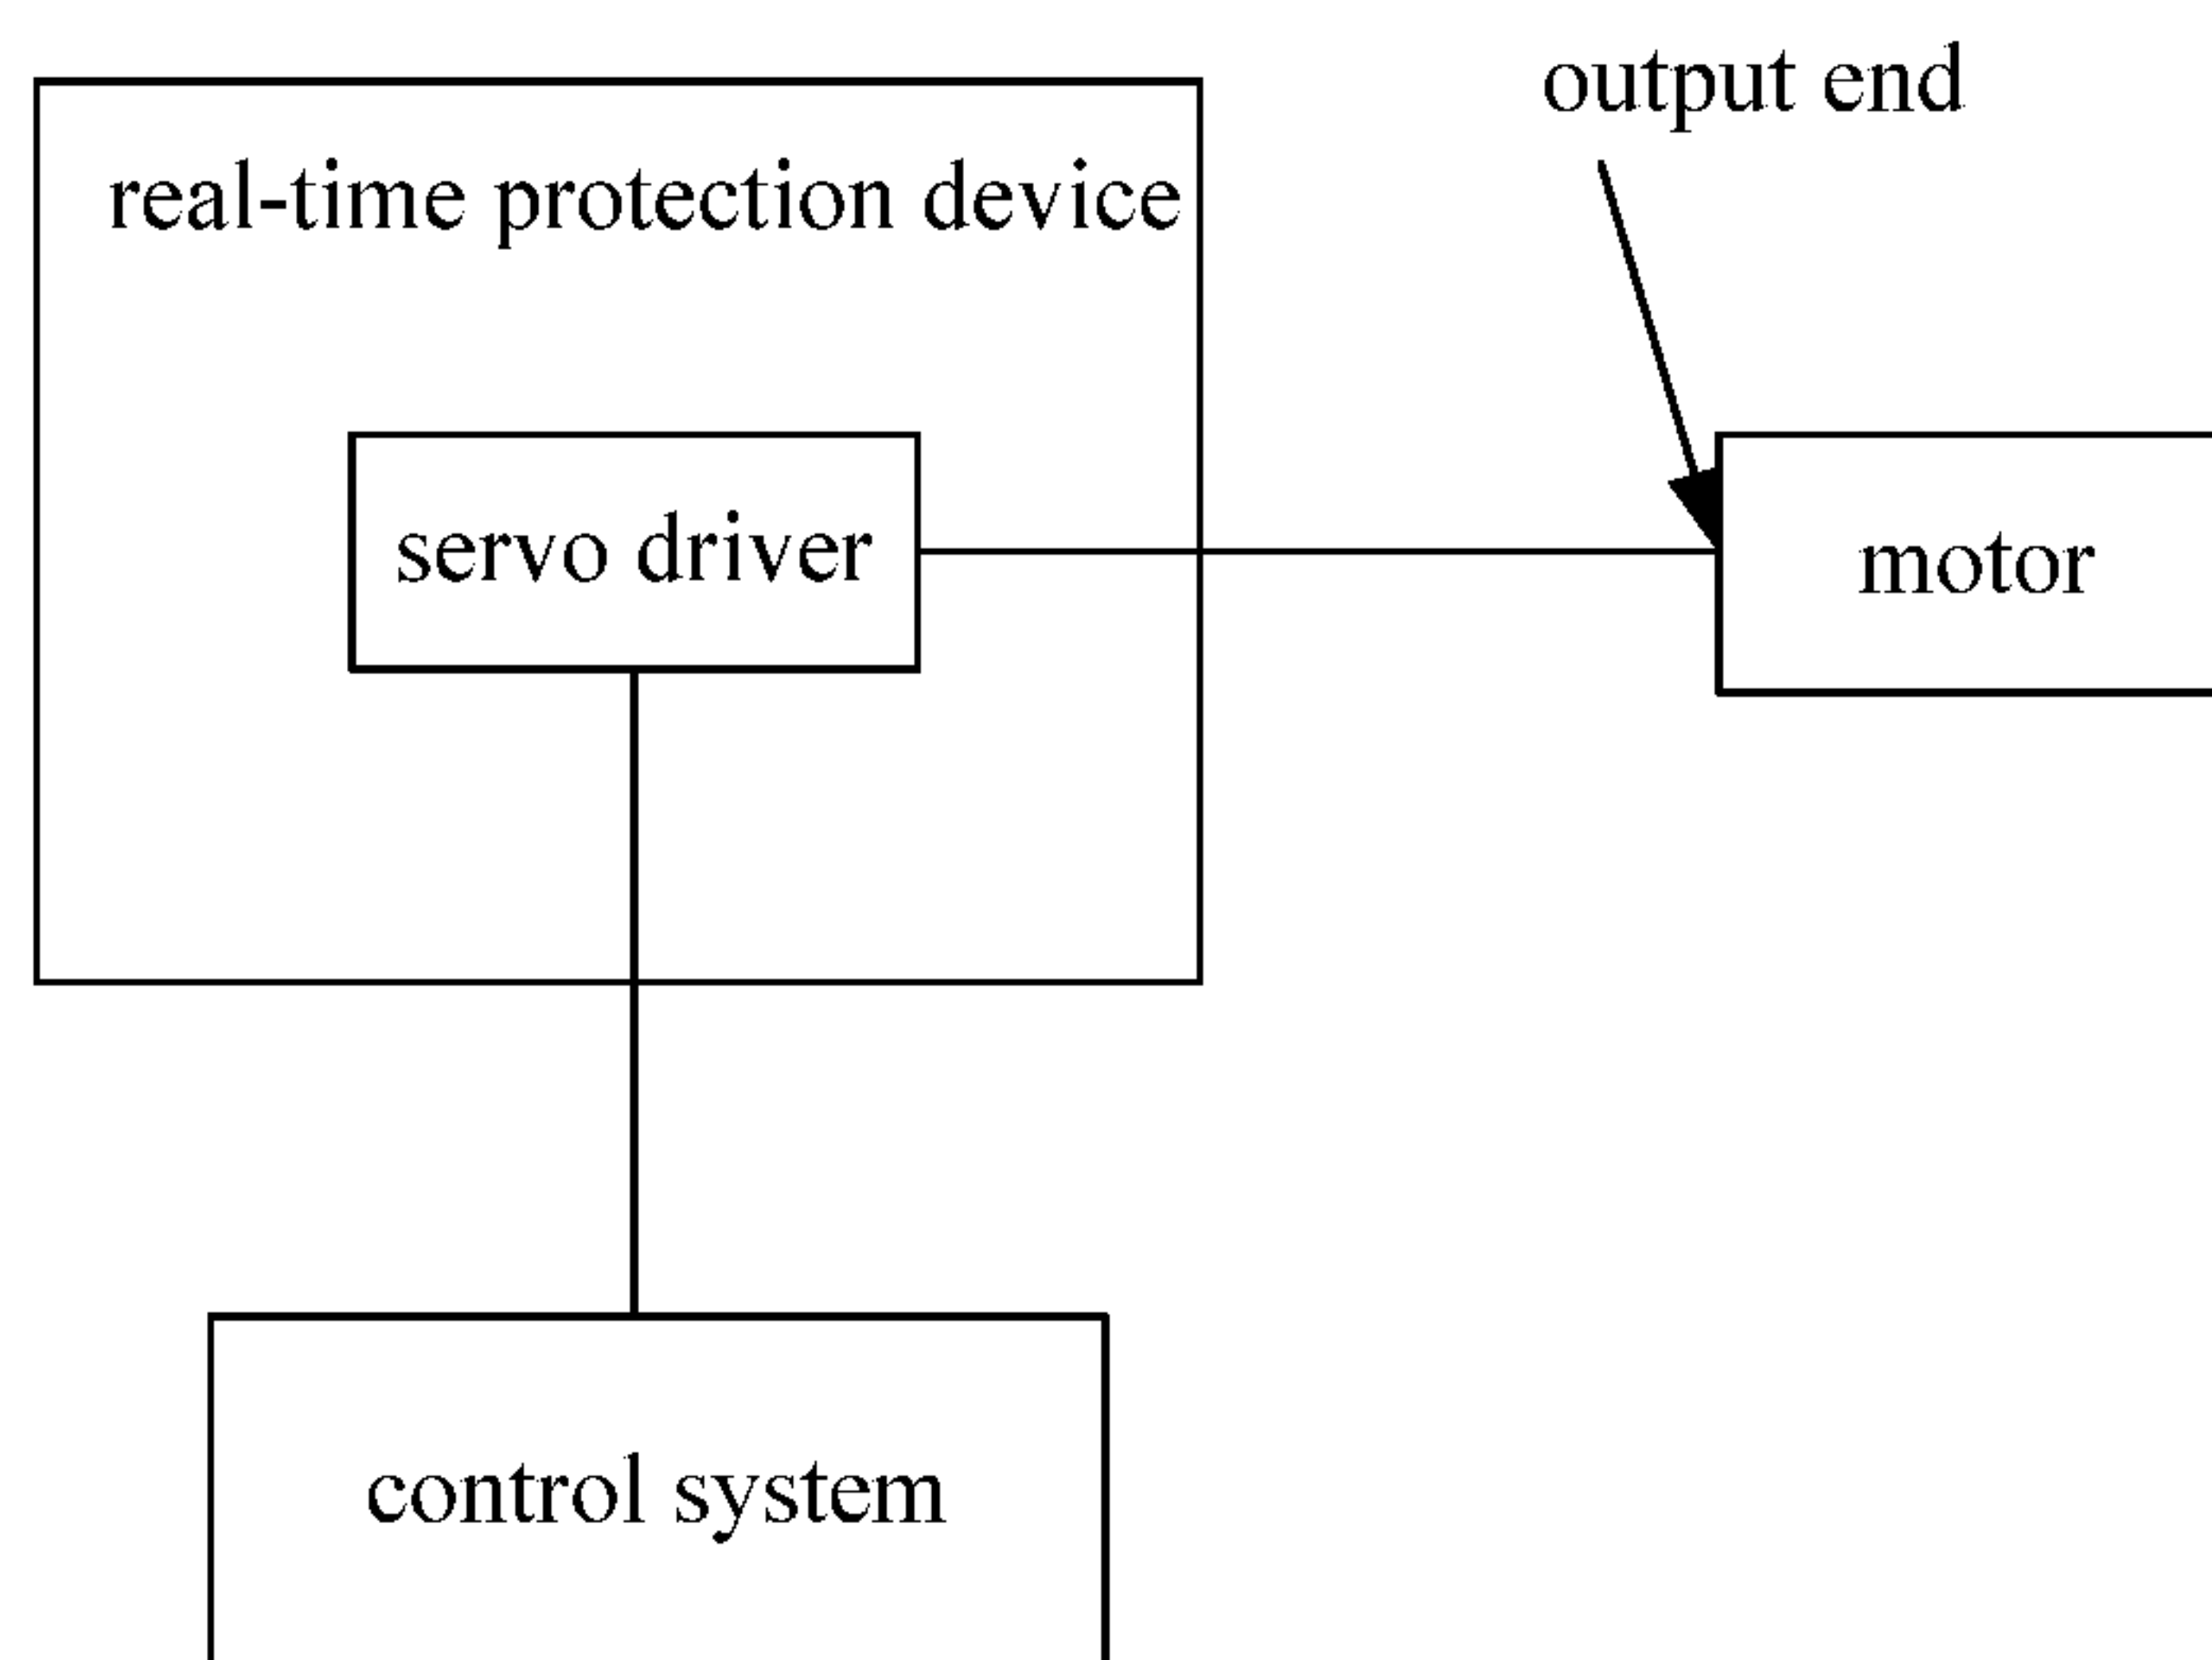 output end
real-time protection device
servo driver
motor
control system